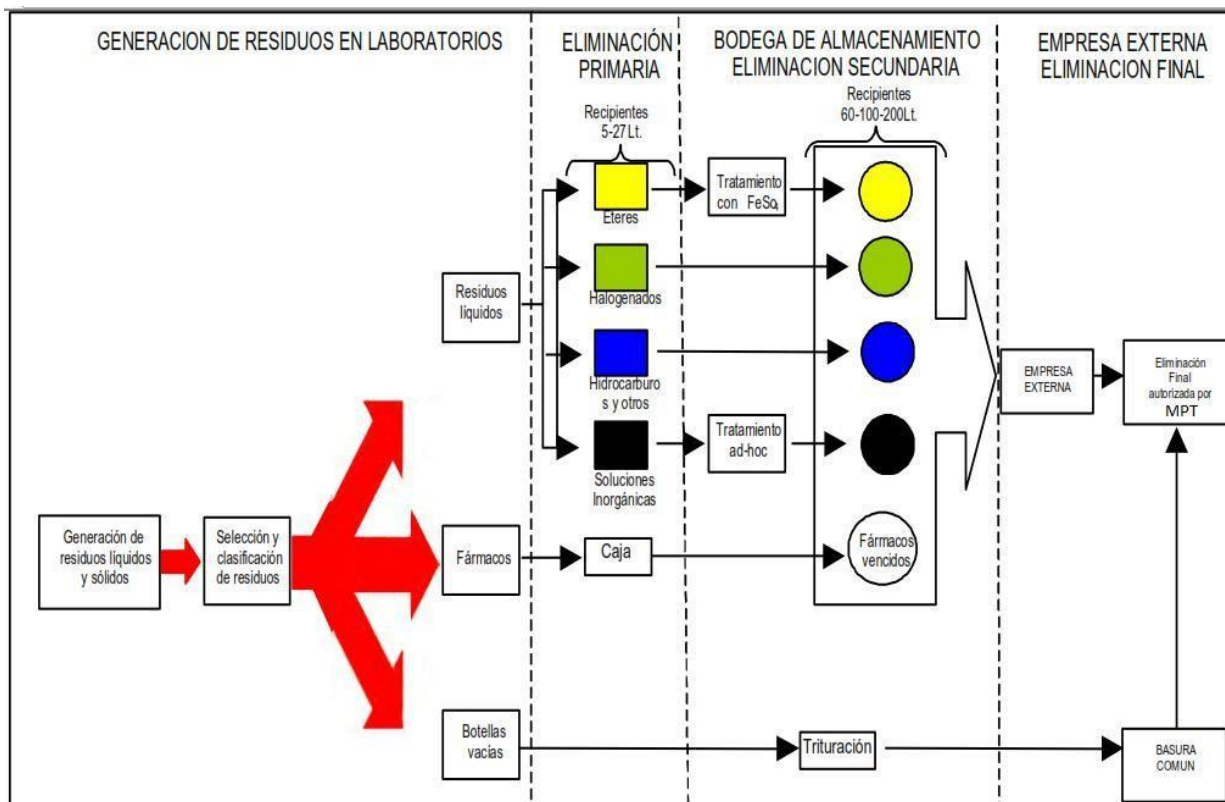 GENERACION DE RESIDUOS EN LABORATORIOS
ELIMINACIÓN
PRIMARIA
BODEGA DE ALMACENAMIENTO
ELIMINACION SECUNDARIA
EMPRESA EXTERNA
ELIMINACION FINAL
Recipientes
5-27 Lt.
Recipientes
60-100-200Lt.
Eteres
Tratamiento
con FeSo₄
Residuos
líquidos
Halogenados
Hidrocarburo
s y otros
EMPRESA
EXTERNA
Eliminación
Final
autorizada por
MPT
Soluciones
Inorgánicas
Tratamiento
ad-hoc
Generación de
residuos líquidos
y sólidos
Selección y
clasificación
de residuos
Fármacos
Caja
Fármacos
vencidos
Botellas
vacías
Trituración
BASURA
COMUN